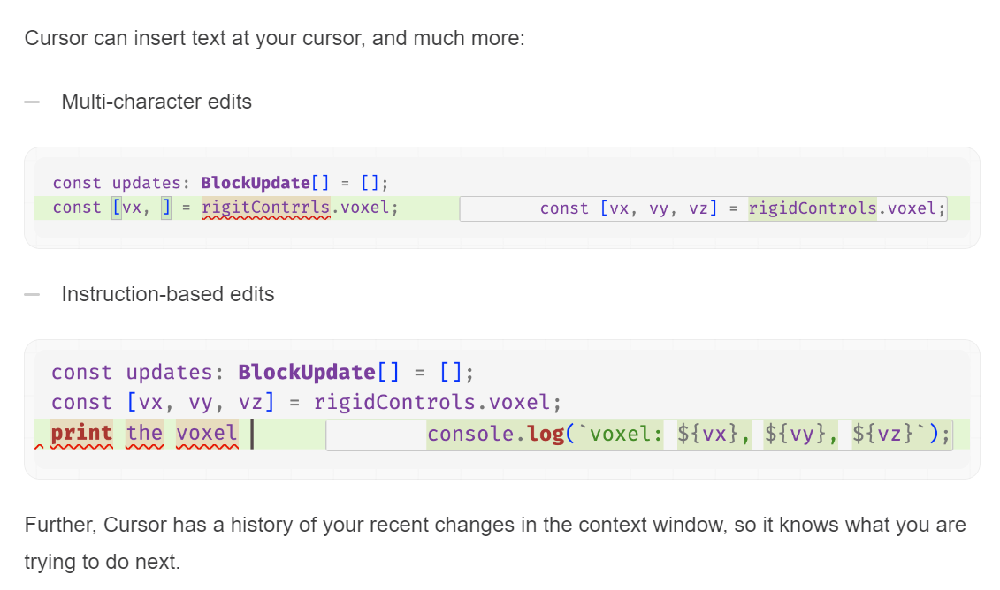 Cursor can insert text at your cursor, and much more:
— Multi-character edits
const updates: BlockUpdate[] = [];
const [vx, ] = rigitContrrls.voxel; const [vx, vy, vz] = rigidControls.voxel;
— Instruction-based edits
const updates: BlockUpdate[] = [];
const [vx, vy, vz] = rigidControls.voxel;
print the voxel console.log(`voxel: ${vx}, ${vy}, ${vz}`);
Further, Cursor has a history of your recent changes in the context window, so it knows what you are
trying to do next.